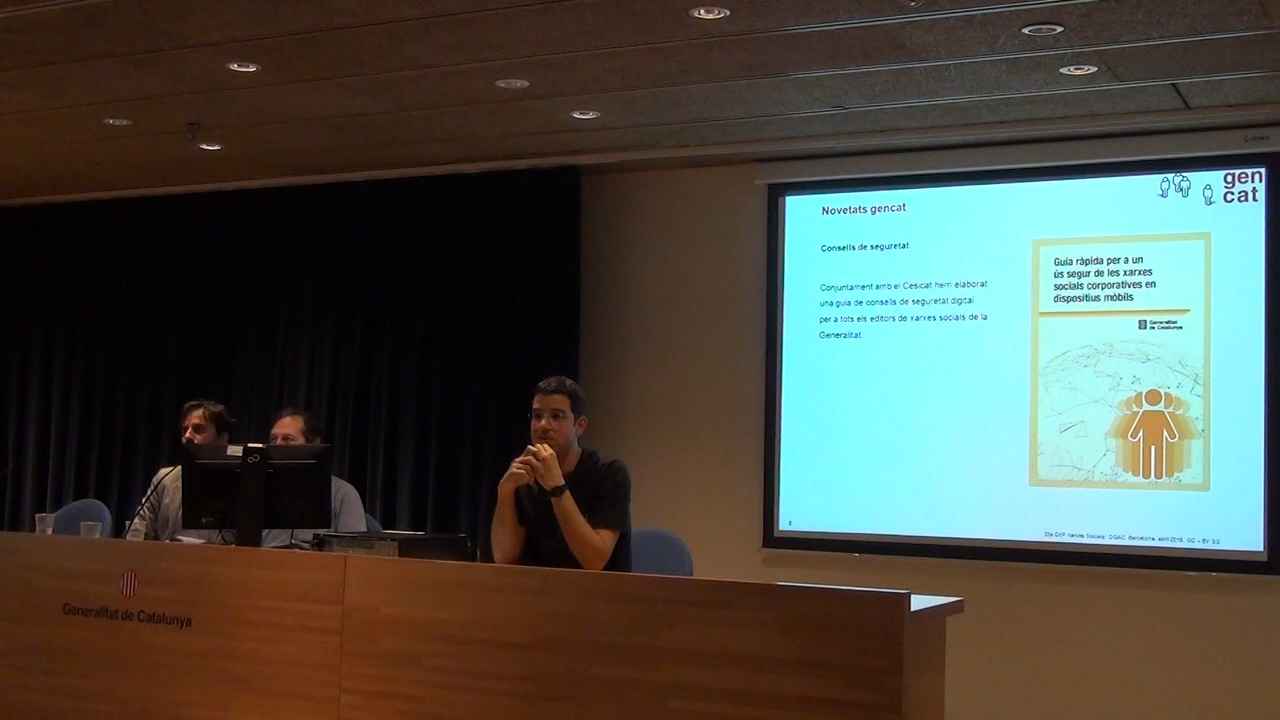 gen
cat
Novetats gencat
Consells de seguretat
Conjuntament amb el Cesicat hem elaborat
una guia de consells de seguretat digital
per a tots els editors de xarxes socials de la
Generalitat
Guia ràpida per a un
ús segur de les xarxes
socials corporatives en
dispositius mòbils
Generalitat
de Catalunya
Generalitat de Catalunya